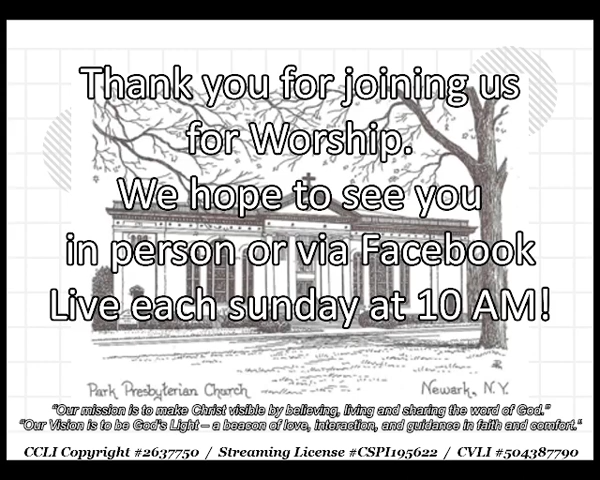 Thank you for joining us
for Worship.
We hope to see you
in person or via Facebook
Live each sunday at 10 AM!
Park Presbyterian Church Newark, N.Y.
"Our mission is to make Christ visible by believing, living and sharing the word of God."
"Our Vision is to be God's Light – a beacon of love, interaction, and guidance in faith and comfort."
CCLI Copyright #2637750 / Streaming License #CSPI195622 / CVLI #504387790